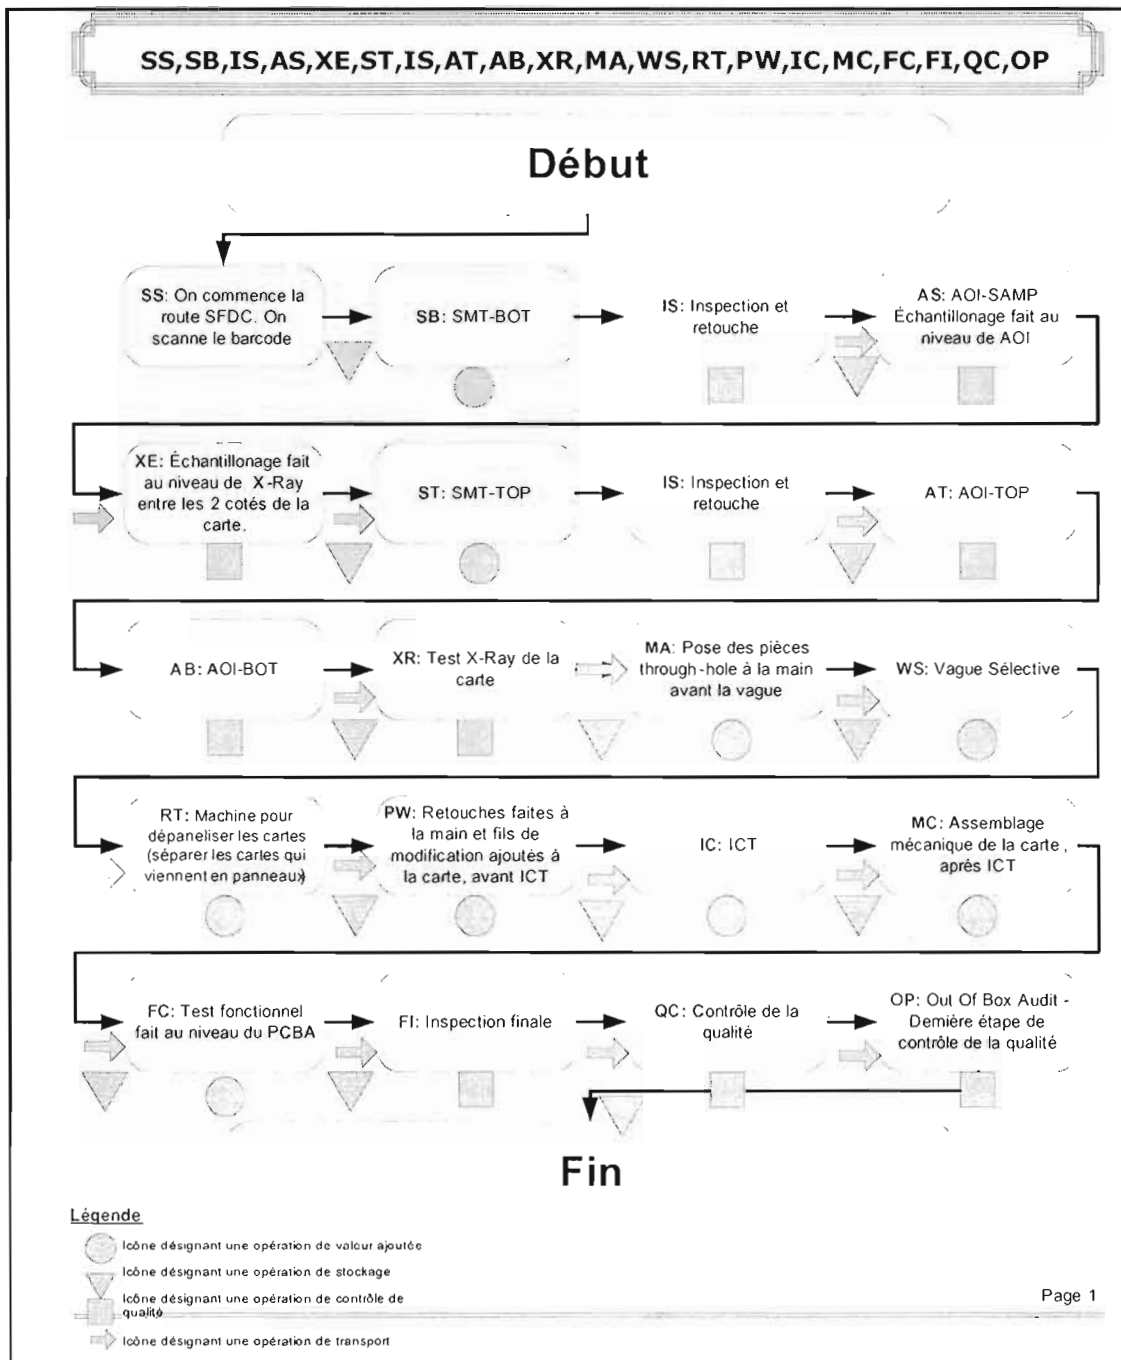 SS,SB,IS,AS,XE,ST,IS,AT,AB,XR,MA,WS,RT,PW,IC,MC,FC,FI,QC,OP
Début
SS: On commence la
route SFDC. On
scanne le barcode
SB: SMT-BOT
IS: Inspection et
retouche
AS: AOI-SAMP
Échantillonage fait au
niveau de AOI
XE: Échantillonage fait
au niveau de X-Ray
entre les 2 cotés de la
carte.
ST: SMT-TOP
IS: Inspection et
retouche
AT: AOI-TOP
AB: AOI-BOT
XR: Test X-Ray de la
carte
MA: Pose des pièces
through-hole à la main
avant la vague
WS: Vague Sélective
RT: Machine pour
dépaneliser les cartes
(séparer les cartes qui
viennent en panneaux)
PW: Retouches faites à
la main et fils de
modification ajoutés à
la carte, avant ICT
IC: ICT
MC: Assemblage
mécanique de la carte,
après ICT
FC: Test fonctionnel
fait au niveau du PCBA
FI: Inspection finale
QC: Contrôle de la
qualité
OP: Out Of Box Audit -
Dernière étape de
contrôle de la qualité
Fin
Légende
Icône désignant une opération de valeur ajoutée
Icône désignant une opération de stockage
Icône désignant une opération de contrôle de
qualité
Icône désignant une opération de transport
Page 1